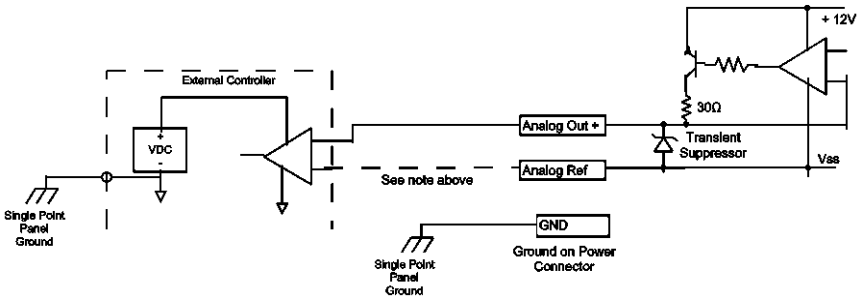 + 12V
External Controller
30Ω
+
VDC
-
Analog Out +
Transient
Suppressor
Vss
See note above
Analog Ref
Single Point
Panel
Ground
GND
Ground on Power
Connector
Single Point
Panel
Ground